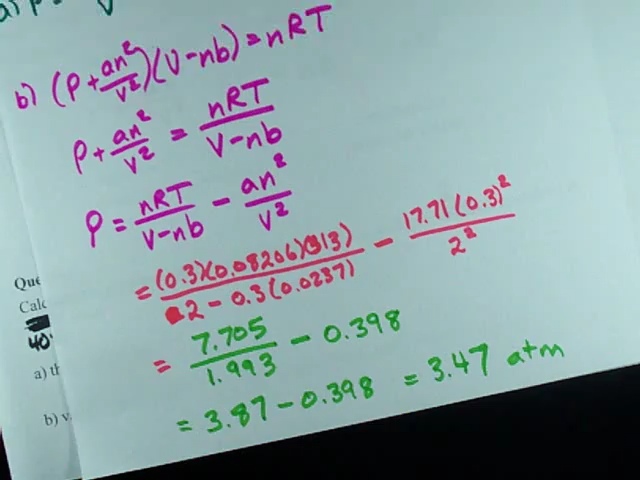 a) P = V
b) (P + an²/V²)(V - nb) = nRT
P + an²/V² = nRT/V-nb
P = nRT/V-nb - an²/V²
= (0.3)(0.08206)(313)/2 - 0.3(0.0237) - 17.71(0.3)²/2²
= 7.705/1.993 - 0.398
= 3.87 - 0.398 = 3.47 atm
Que
Calc
40
a) th
b) v